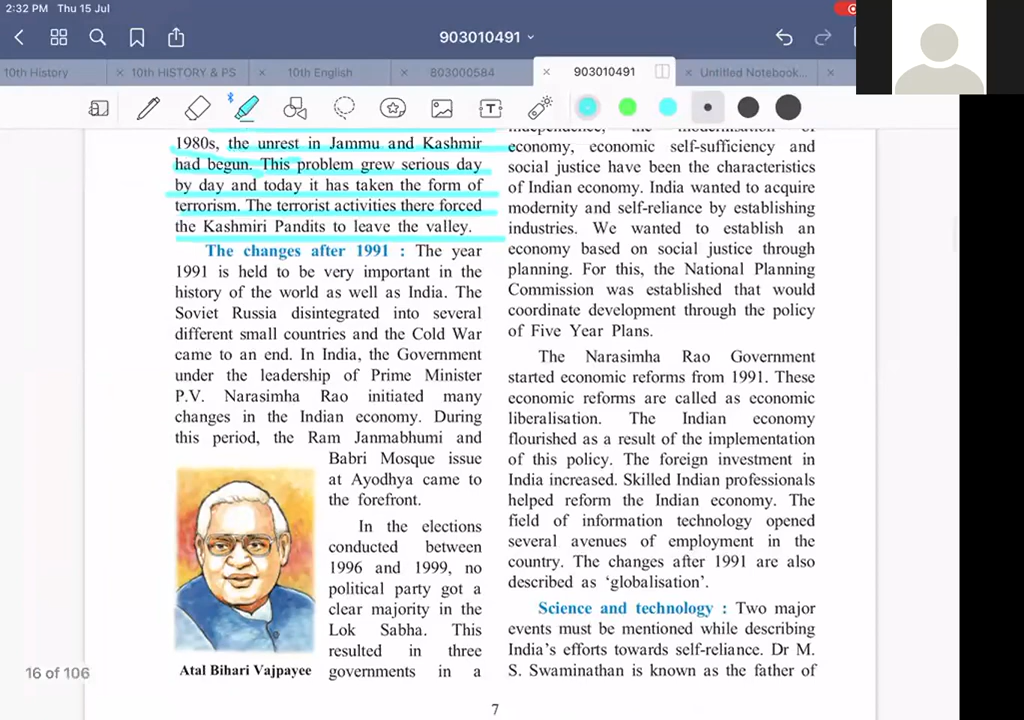 2:32 PM Thu 15 Jul
903010491
10th History
10th HISTORY & PS
10th English
803000584
903010491
Untitled Notebook...
1980s, the unrest in Jammu and Kashmir
had begun. This problem grew serious day
by day and today it has taken the form of
terrorism. The terrorist activities there forced
the Kashmiri Pandits to leave the valley.
The changes after 1991 : The year
1991 is held to be very important in the
history of the world as well as India. The
Soviet Russia disintegrated into several
different small countries and the Cold War
came to an end. In India, the Government
under the leadership of Prime Minister
P.V. Narasimha Rao initiated many
changes in the Indian economy. During
this period, the Ram Janmabhumi and
Babri Mosque issue
at Ayodhya came to
the forefront.
In the elections
conducted between
1996 and 1999, no
political party got a
clear majority in the
Lok Sabha. This
resulted in three
governments in a
Atal Bihari Vajpayee
independence, the modernisation of
economy, economic self-sufficiency and
social justice have been the characteristics
of Indian economy. India wanted to acquire
modernity and self-reliance by establishing
industries. We wanted to establish an
economy based on social justice through
planning. For this, the National Planning
Commission was established that would
coordinate development through the policy
of Five Year Plans.
The Narasimha Rao Government
started economic reforms from 1991. These
economic reforms are called as economic
liberalisation. The Indian economy
flourished as a result of the implementation
of this policy. The foreign investment in
India increased. Skilled Indian professionals
helped reform the Indian economy. The
field of information technology opened
several avenues of employment in the
country. The changes after 1991 are also
described as ‘globalisation’.
Science and technology : Two major
events must be mentioned while describing
India’s efforts towards self-reliance. Dr M.
S. Swaminathan is known as the father of
16 of 106
7